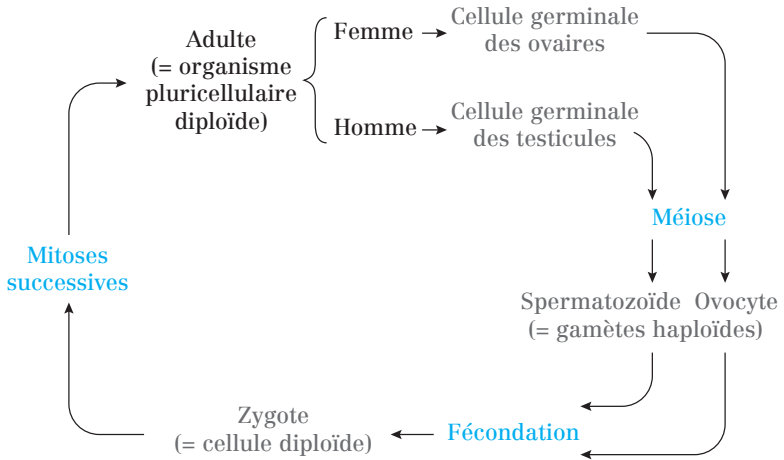 Adulte
(= organisme
pluricellulaire
diploïde)
Femme
Cellule germinale
des ovaires
Homme
Cellule germinale
des testicules
Méiose
Spermatozoïde Ovocyte
(= gamètes haploïdes)
Fécondation
Zygote
(= cellule diploïde)
Mitoses
successives